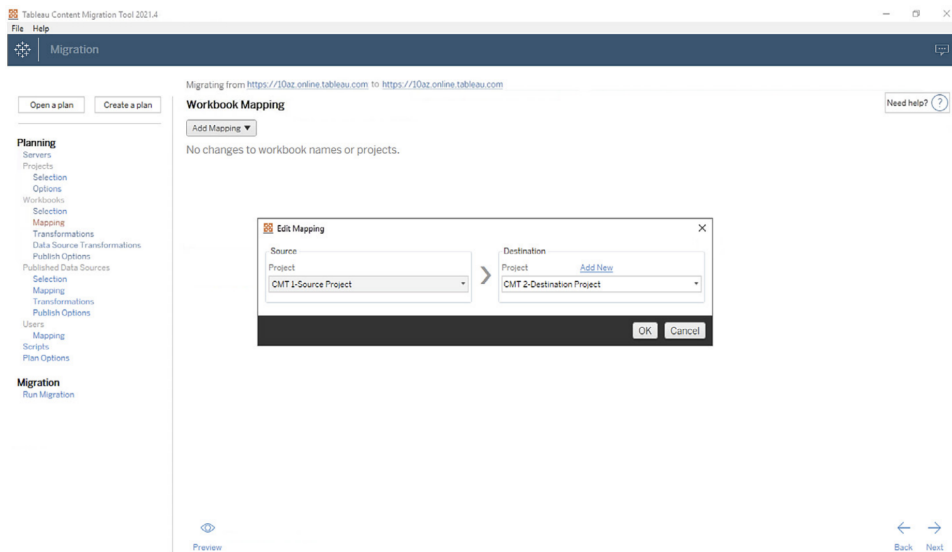 Tableau Content Migration Tool 2021.4
File Help
Migration
Migrating from https://10az.online.tableau.com to https://10az.online.tableau.com
Open a plan Create a plan
Workbook Mapping
Need help? ?
Add Mapping ▼
No changes to workbook names or projects.
Planning
Servers
Projects
Selection
Options
Workbooks
Selection
Mapping
Transformations
Data Source Transformations
Publish Options
Published Data Sources
Selection
Mapping
Transformations
Publish Options
Users
Mapping
Scripts
Plan Options
Migration
Run Migration
Edit Mapping
Source
Project
CMT 1-Source Project
Destination
Project Add New
CMT 2-Destination Project
OK Cancel
Preview
Back Next